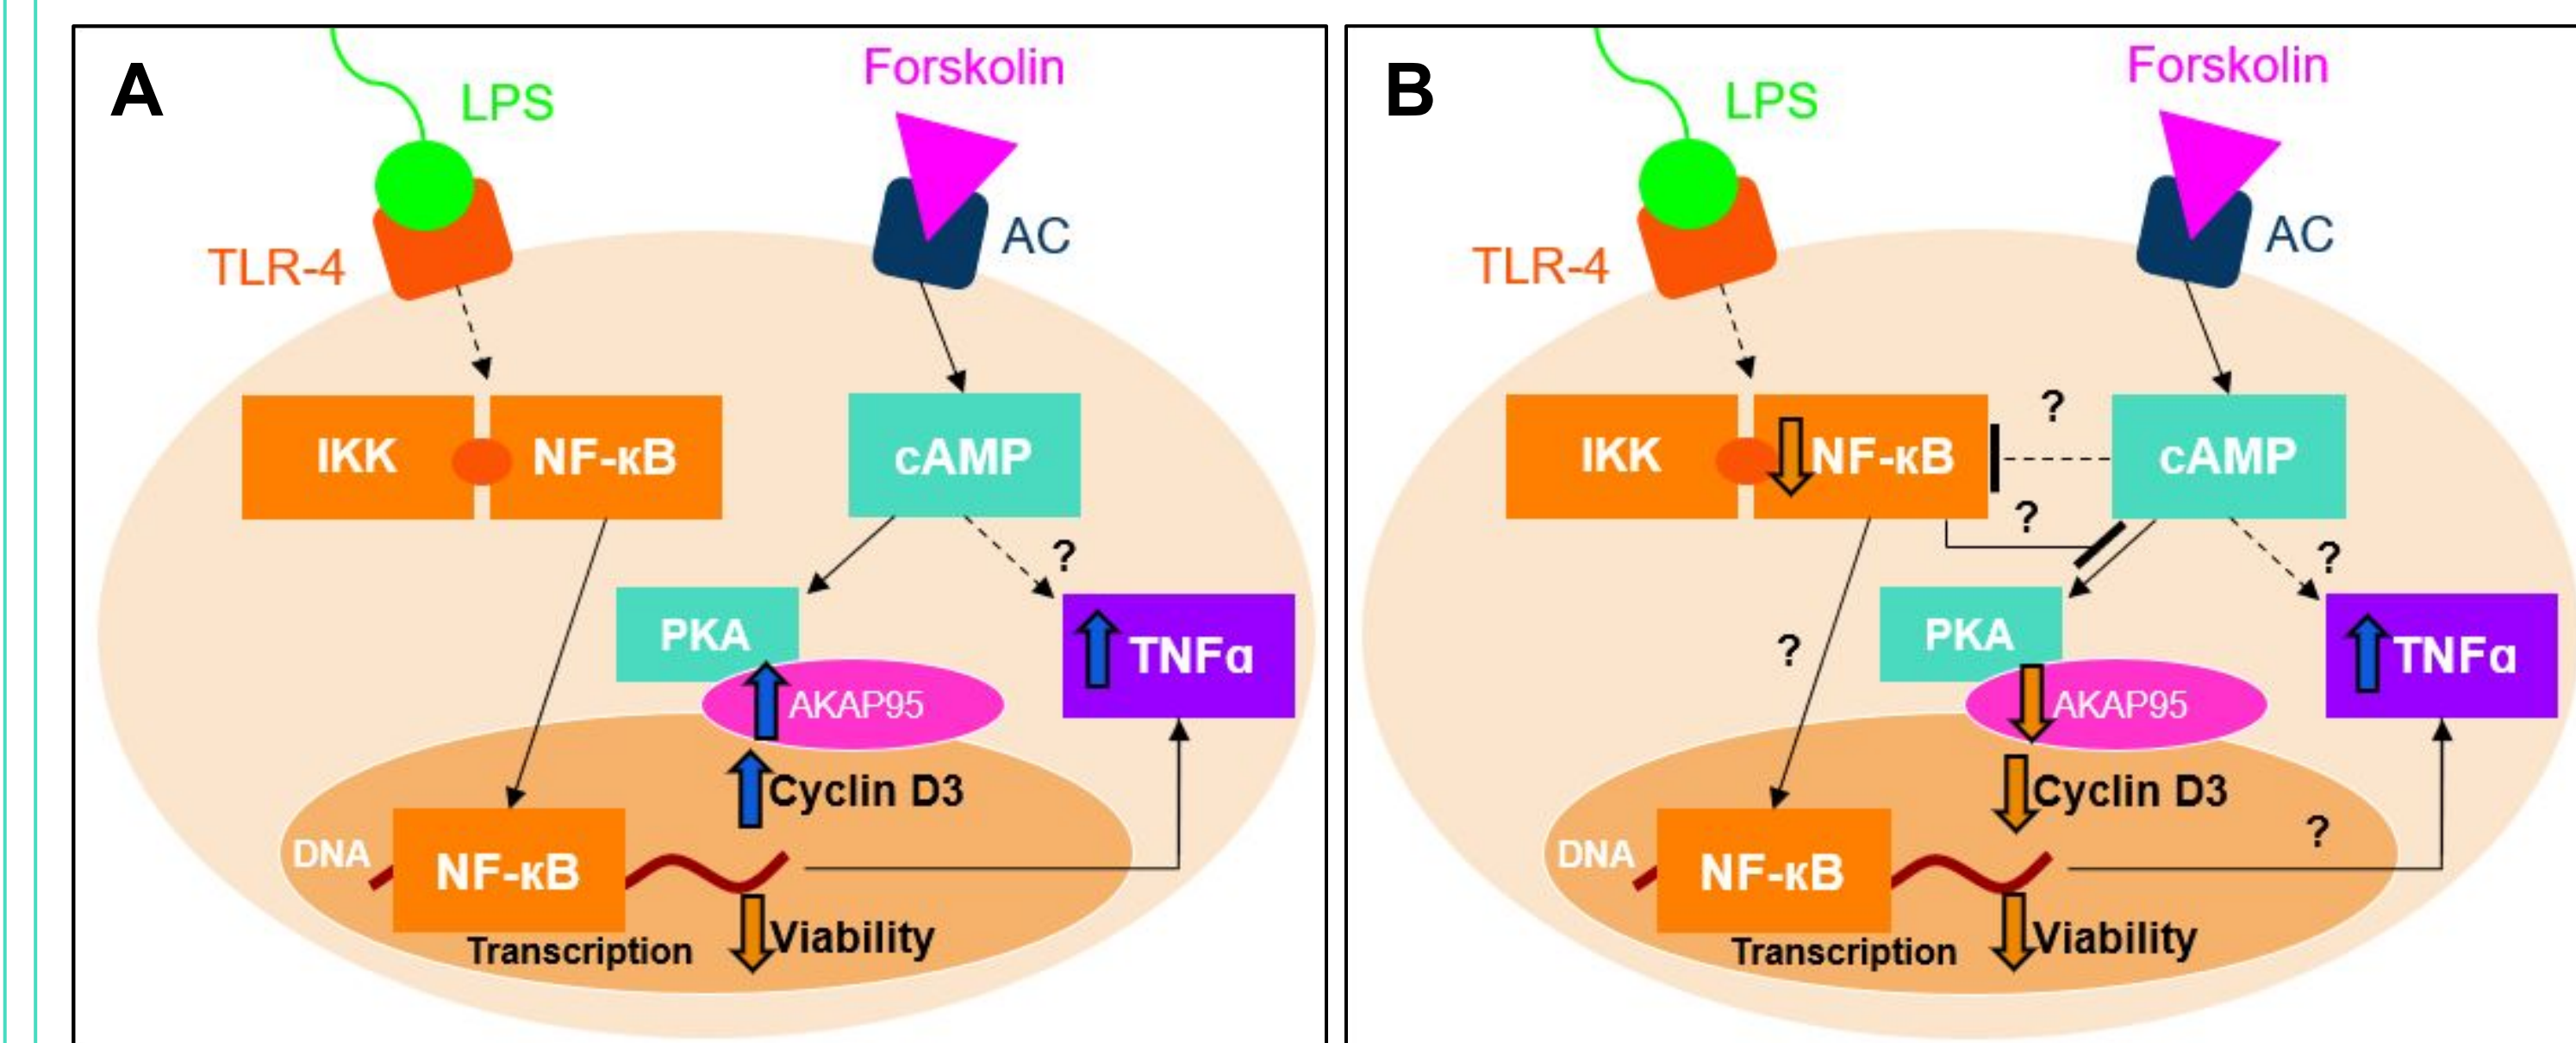 A
LPS
Forskolin
TLR-4
AC
IKK
NF-κB
cAMP
?
PKA
AKAP95
TNFα
Cyclin D3
DNA
NF-κB
Transcription
Viability
B
LPS
Forskolin
TLR-4
AC
?
IKK
NF-κB
cAMP
?
?
PKA
?
AKAP95
TNFα
Cyclin D3
?
DNA
NF-κB
Transcription
Viability